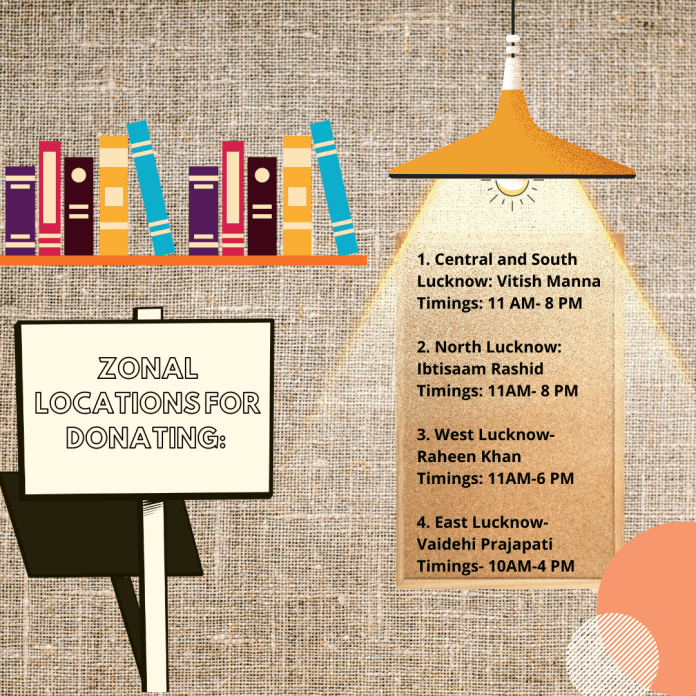 ZONAL
LOCATIONS FOR
DONATING:
1. Central and South
Lucknow: Vitish Manna
Timings: 11 AM- 8 PM
2. North Lucknow:
Ibtisaam Rashid
Timings: 11AM- 8 PM
3. West Lucknow-
Raheen Khan
Timings: 11AM-6 PM
4. East Lucknow-
Vaidehi Prajapati
Timings- 10AM-4 PM